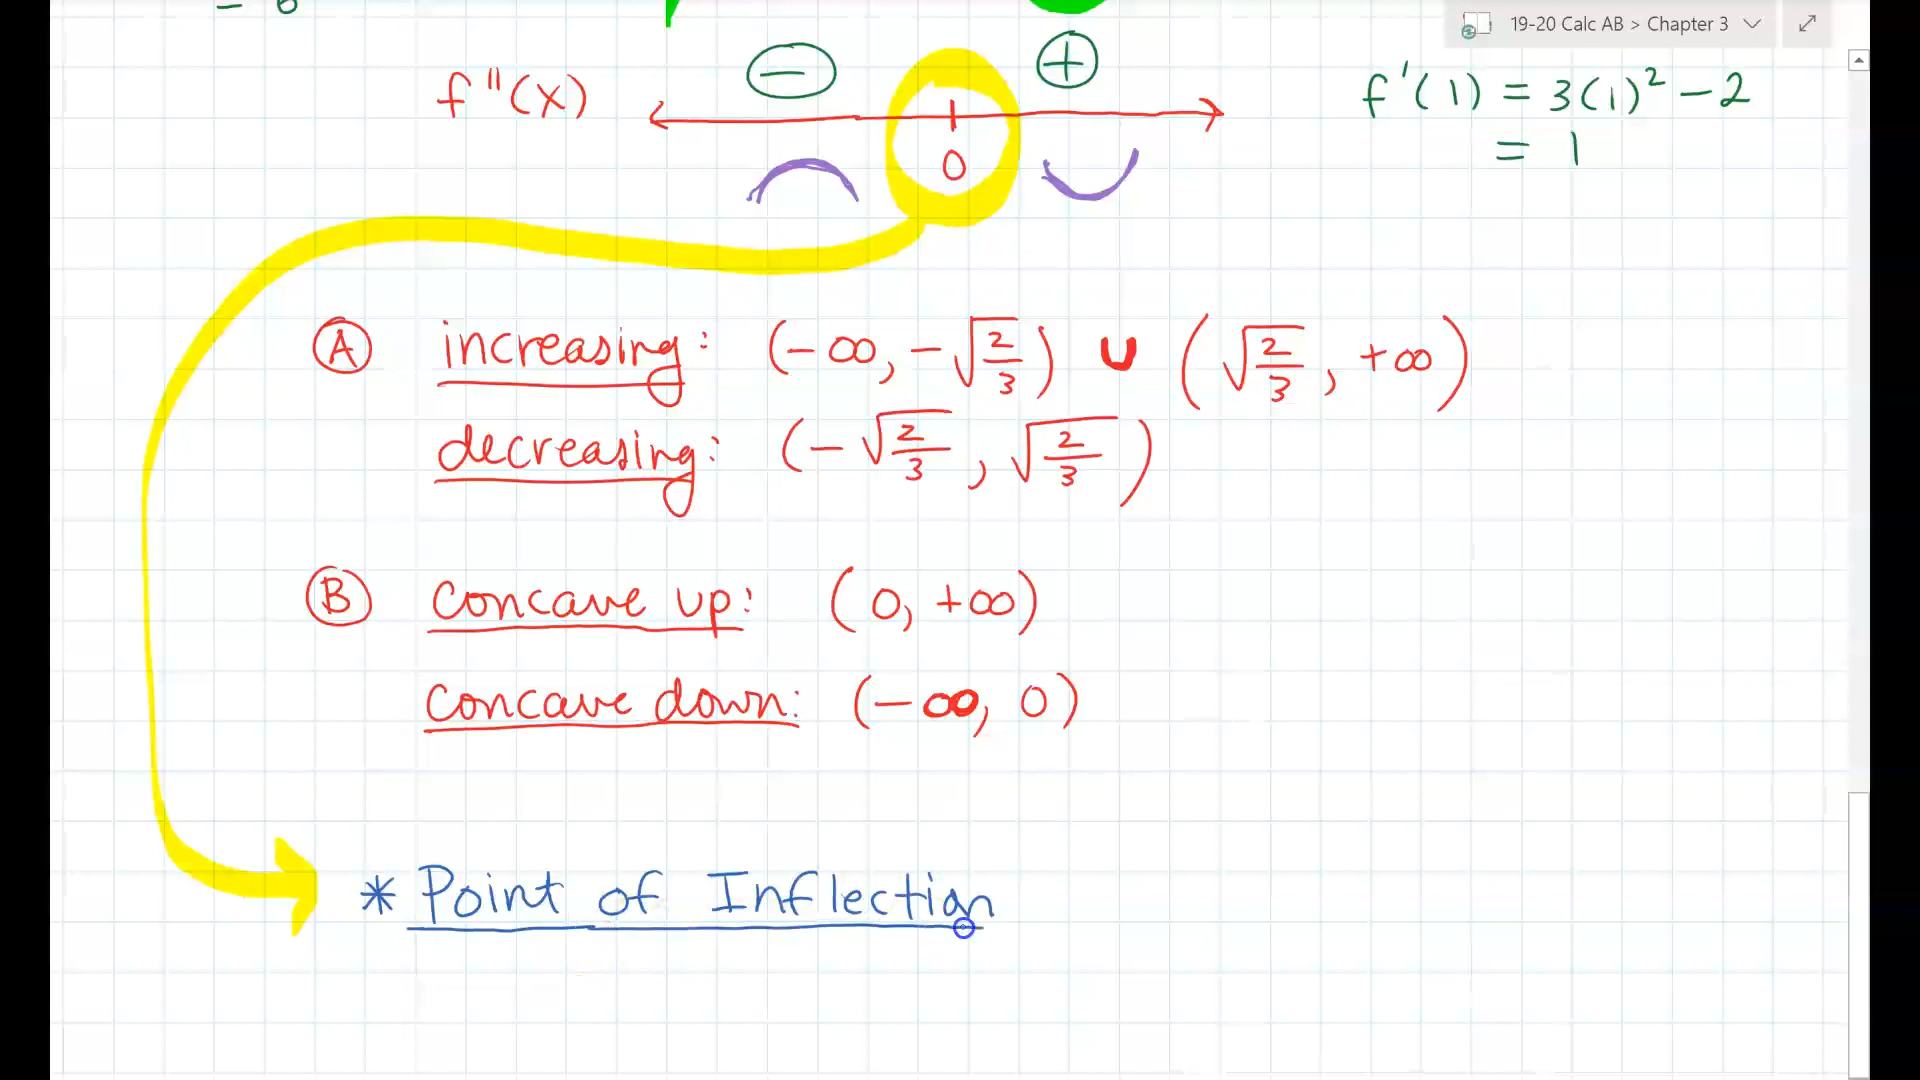 = 6
19-20 Calc AB > Chapter 3
f''(x) − + 0
f'(1) = 3(1)² − 2
= 1
Ⓐ increasing: (−∞, −√(2/3)) ∪ (√(2/3), +∞)
decreasing: (−√(2/3), √(2/3))
Ⓑ concave up: (0, +∞)
concave down: (−∞, 0)
* Point of Inflection